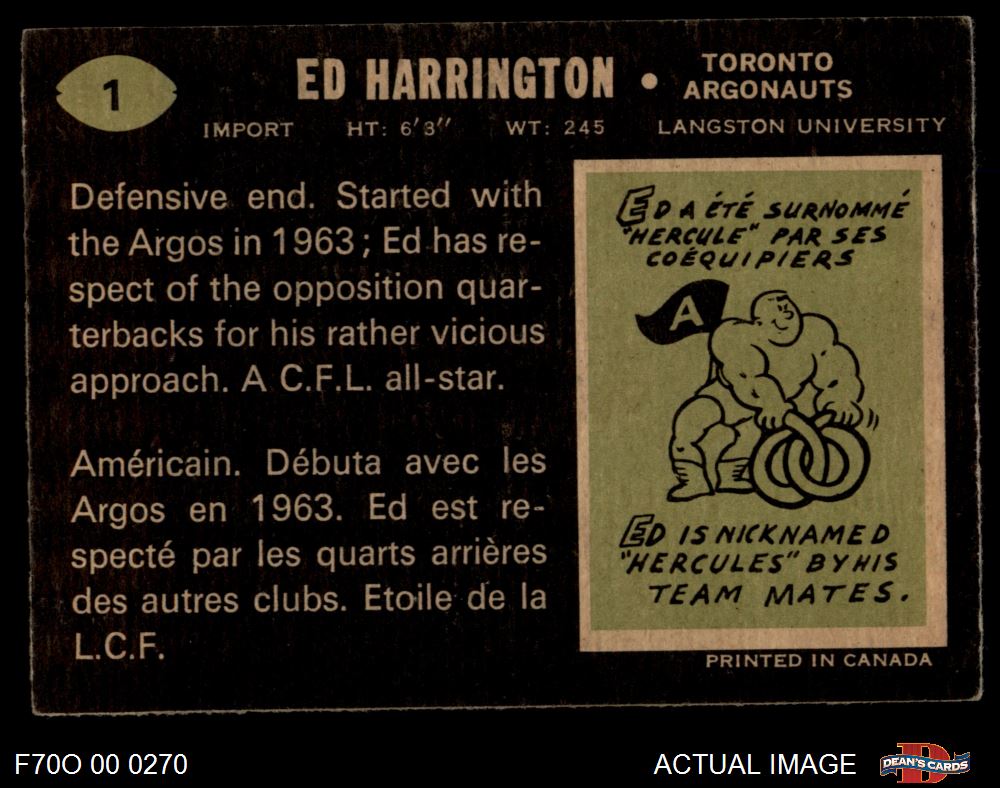 1
ED HARRINGTON • TORONTO ARGONAUTS
IMPORT HT: 6'3" WT: 245 LANGSTON UNIVERSITY
Defensive end. Started with
the Argos in 1963; Ed has re-
spect of the opposition quar-
terbacks for his rather vicious
approach. A C.F.L. all-star.
Américain. Débuta avec les
Argos en 1963. Ed est re-
specté par les quarts arrières
des autres clubs. Etoile de la
L.C.F.
ED A ÉTÉ SURNOMMÉ
"HERCULE" PAR SES
COÉQUIPIERS
A
ED IS NICKNAMED
"HERCULES" BY HIS
TEAM MATES.
PRINTED IN CANADA
F70O 00 0270
ACTUAL IMAGE
D
DEAN'S CARDS